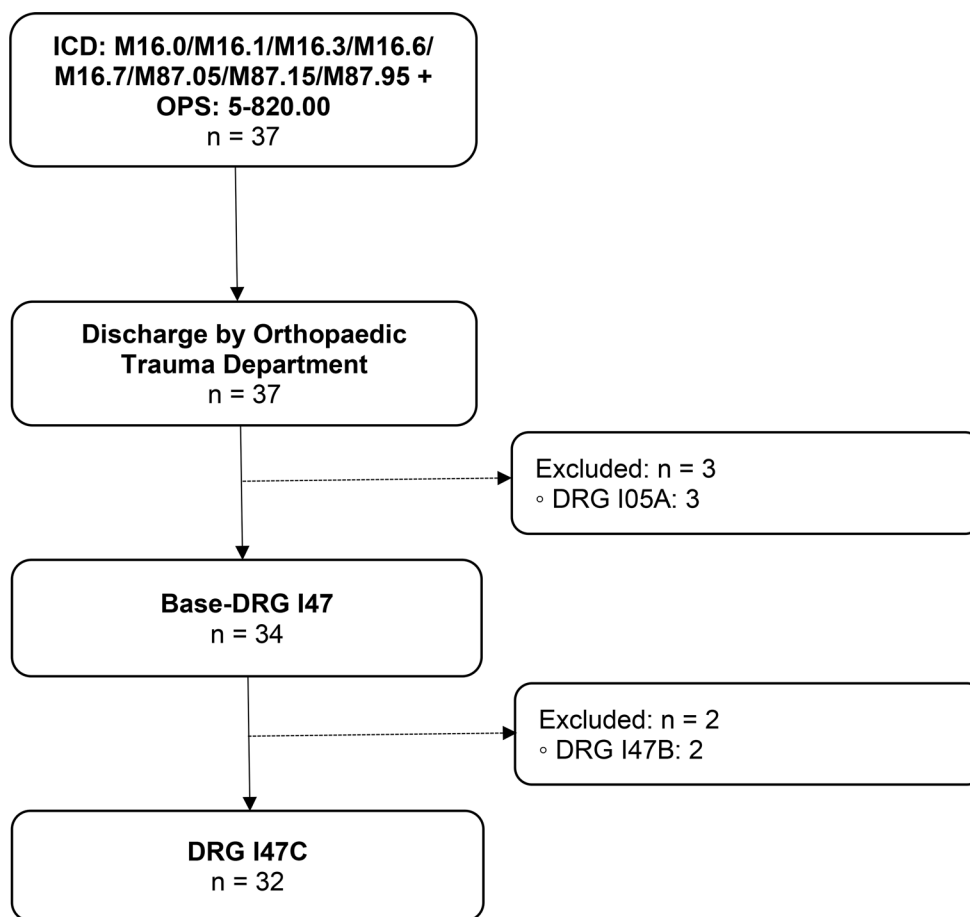 ICD: M16.0/M16.1/M16.3/M16.6/
M16.7/M87.05/M87.15/M87.95 +
OPS: 5-820.00
n = 37
Discharge by Orthopaedic
Trauma Department
n = 37
Excluded: n = 3
◦ DRG I05A: 3
Base-DRG I47
n = 34
Excluded: n = 2
◦ DRG I47B: 2
DRG I47C
n = 32